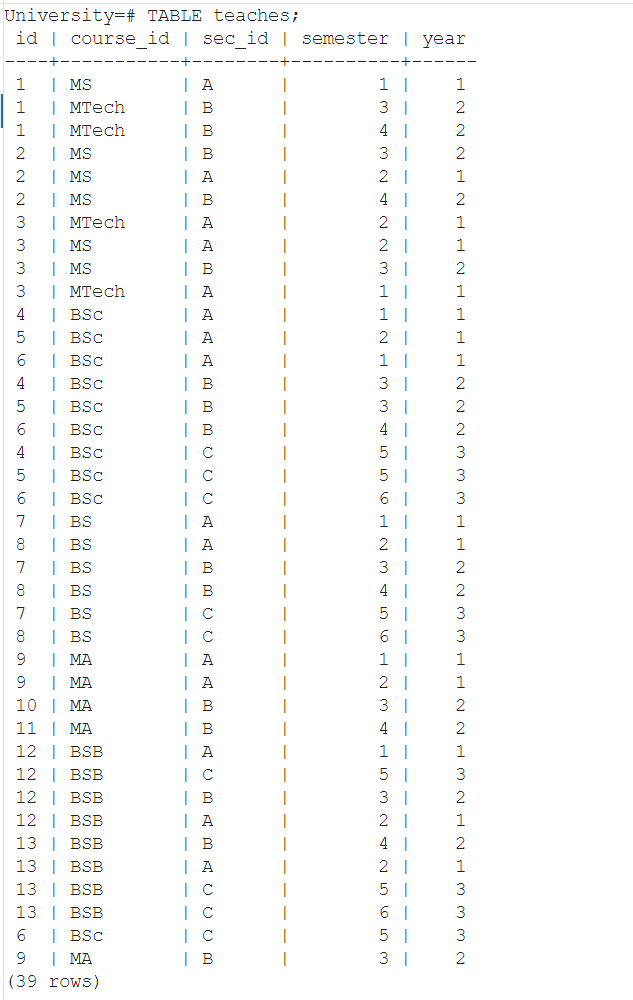 University=# TABLE teaches;
 id | course_id | sec_id | semester | year
----+-----------+--------+----------+------
 1  | MS        | A      |        1 |    1
 1  | MTech     | B      |        3 |    2
 1  | MTech     | B      |        4 |    2
 2  | MS        | B      |        3 |    2
 2  | MS        | A      |        2 |    1
 2  | MS        | B      |        4 |    2
 3  | MTech     | A      |        2 |    1
 3  | MS        | A      |        2 |    1
 3  | MS        | B      |        3 |    2
 3  | MTech     | A      |        1 |    1
 4  | BSc       | A      |        1 |    1
 5  | BSc       | A      |        2 |    1
 6  | BSc       | A      |        1 |    1
 4  | BSc       | B      |        3 |    2
 5  | BSc       | B      |        3 |    2
 6  | BSc       | B      |        4 |    2
 4  | BSc       | C      |        5 |    3
 5  | BSc       | C      |        5 |    3
 6  | BSc       | C      |        6 |    3
 7  | BS        | A      |        1 |    1
 8  | BS        | A      |        2 |    1
 7  | BS        | B      |        3 |    2
 8  | BS        | B      |        4 |    2
 7  | BS        | C      |        5 |    3
 8  | BS        | C      |        6 |    3
 9  | MA        | A      |        1 |    1
 9  | MA        | A      |        2 |    1
 10 | MA        | B      |        3 |    2
 11 | MA        | B      |        4 |    2
 12 | BSB       | A      |        1 |    1
 12 | BSB       | C      |        5 |    3
 12 | BSB       | B      |        3 |    2
 12 | BSB       | A      |        2 |    1
 13 | BSB       | B      |        4 |    2
 13 | BSB       | A      |        2 |    1
 13 | BSB       | C      |        5 |    3
 13 | BSB       | C      |        6 |    3
 6  | BSc       | C      |        5 |    3
 9  | MA        | B      |        3 |    2
(39 rows)